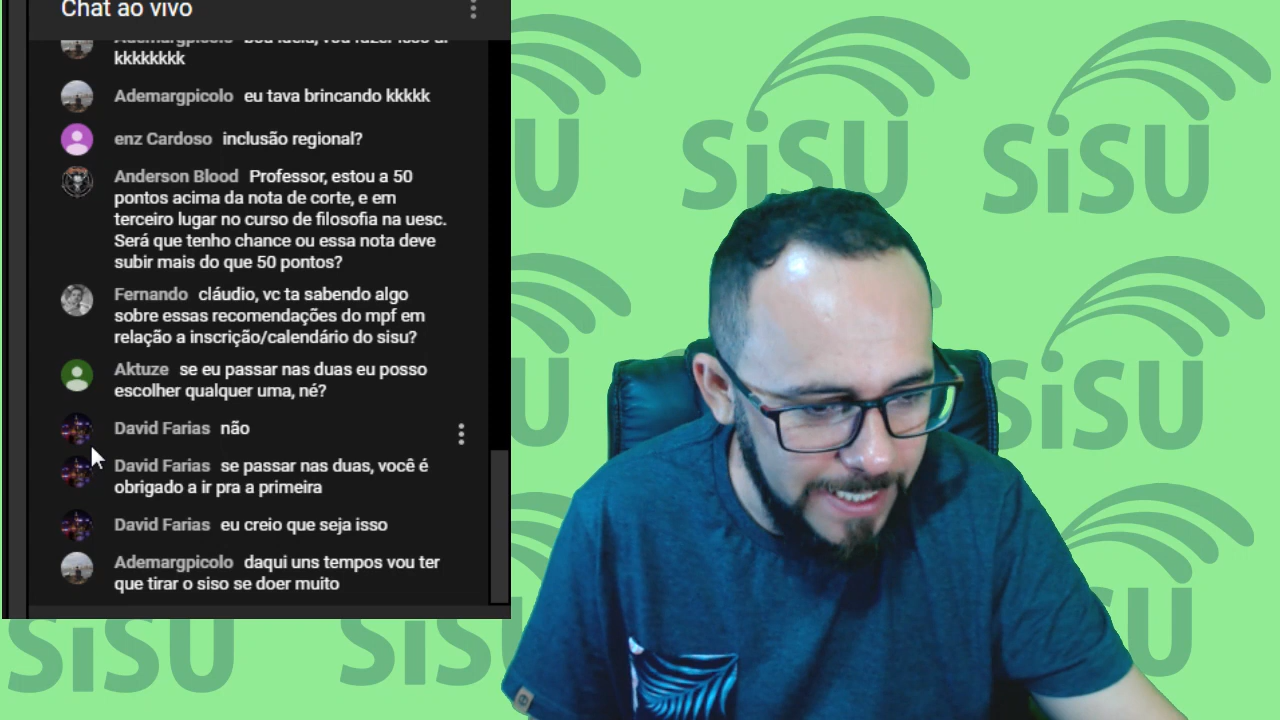 Chat ao vivo
Ademargpicolo
kkkkkkkk
Ademargpicolo eu tava brincando kkkkk
enz Cardoso inclusão regional?
Anderson Blood Professor, estou a 50
pontos acima da nota de corte, e em
terceiro lugar no curso de filosofia na uesc.
Será que tenho chance ou essa nota deve
subir mais do que 50 pontos?
Fernando cláudio, vc ta sabendo algo
sobre essas recomendações do mpf em
relação a inscrição/calendário do sisu?
Aktuze se eu passar nas duas eu posso
escolher qualquer uma, né?
David Farias não
David Farias se passar nas duas, você é
obrigado a ir pra a primeira
David Farias eu creio que seja isso
Ademargpicolo daqui uns tempos vou ter
que tirar o siso se doer muito
SiSU
SiSU
SiSU
SiSU